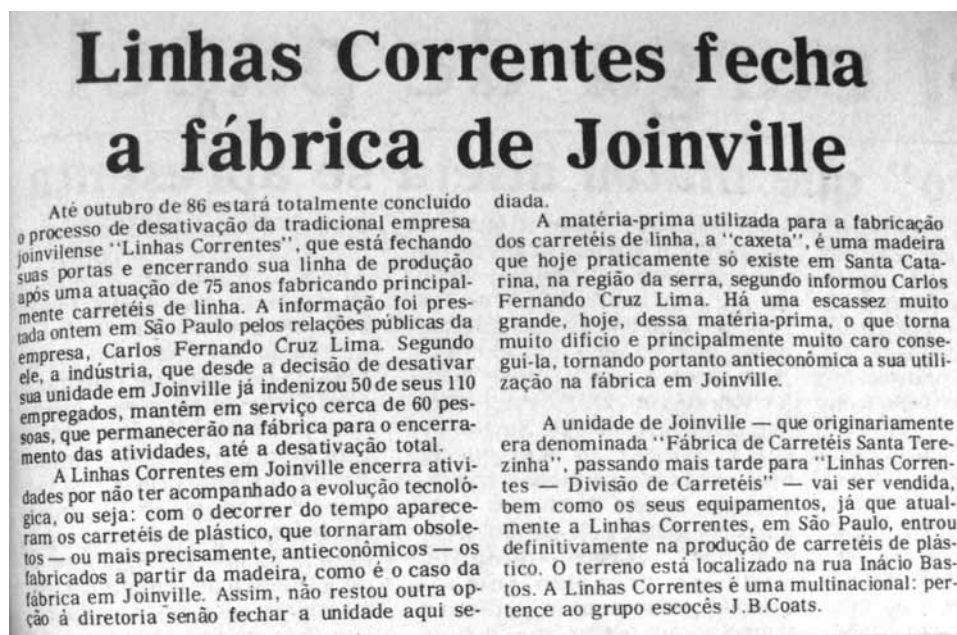 Linhas Correntes fecha
a fábrica de Joinville
Até outubro de 86 estará totalmente concluído
o processo de desativação da tradicional empresa
joinvilense "Linhas Correntes", que está fechando
suas portas e encerrando sua linha de produção
após uma atuação de 75 anos fabricando principal-
mente carretéis de linha. A informação foi pres-
tada ontem em São Paulo pelos relações públicas da
empresa, Carlos Fernando Cruz Lima. Segundo
ele, a indústria, que desde a decisão de desativar
sua unidade em Joinville já indenizou 50 de seus 110
empregados, mantêm em serviço cerca de 60 pes-
soas, que permanecerão na fábrica para o encerra-
mento das atividades, até a desativação total.
A Linhas Correntes em Joinville encerra ativi-
dades por não ter acompanhado a evolução tecnoló-
gica, ou seja: com o decorrer do tempo aparece-
ram os carretéis de plástico, que tornaram obsole-
tos — ou mais precisamente, antieconômicos — os
fabricados a partir da madeira, como é o caso da
fábrica em Joinville. Assim, não restou outra op-
ção á diretoria senão fechar a unidade aqui se-
diada.
A matéria-prima utilizada para a fabricação
dos carretéis de linha, a "caxeta", é uma madeira
que hoje praticamente só existe em Santa Cata-
rina, na região da serra, segundo informou Carlos
Fernando Cruz Lima. Há uma escassez muito
grande, hoje, dessa matéria-prima, o que torna
muito difício e principalmente muito caro conse-
gui-la, tornando portanto antieconômica a sua utili-
zação na fábrica em Joinville.
A unidade de Joinville — que originariamente
era denominada "Fábrica de Carretéis Santa Tere-
zinha", passando mais tarde para "Linhas Corren-
tes — Divisão de Carretéis" — vai ser vendida,
bem como os seus equipamentos, já que atual-
mente a Linhas Correntes, em São Paulo, entrou
definitivamente na produção de carretéis de plás-
tico. O terreno está localizado na rua Inácio Bas-
tos. A Linhas Correntes é uma multinacional: per-
tence ao grupo escocês J.B.Coats.